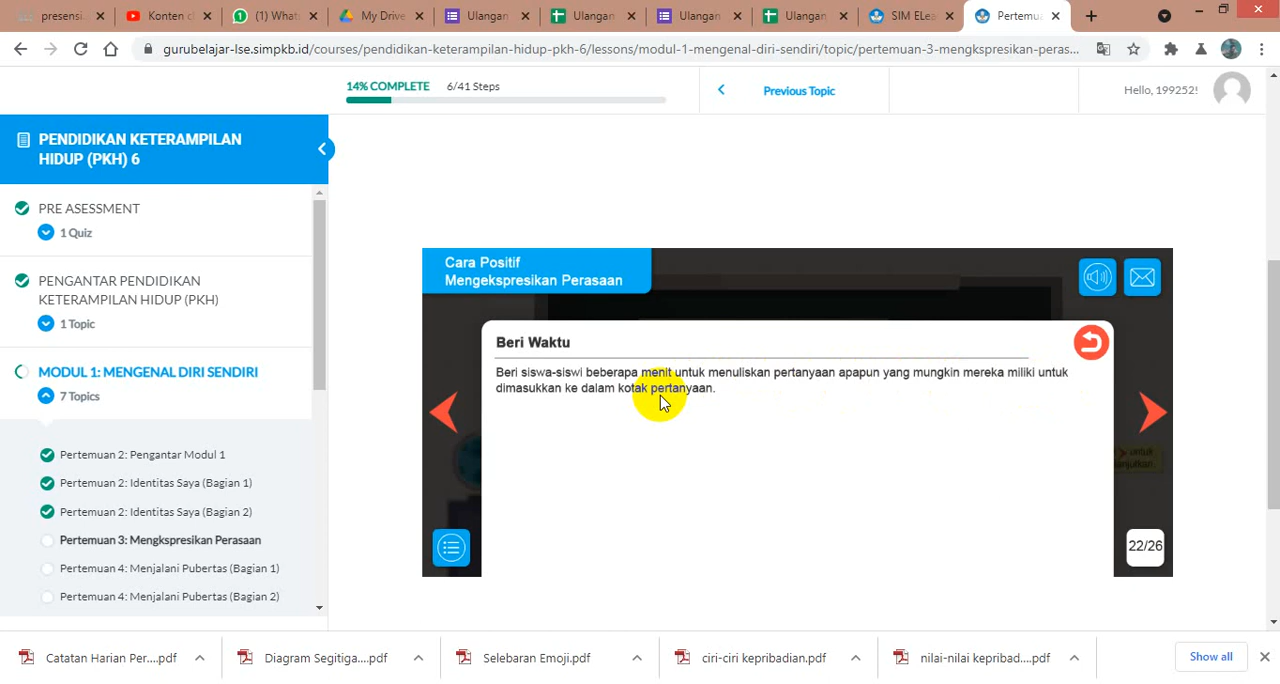 presensi.
Konten c
(1) What
My Drive
Ulangan
Ulangan
Ulangan
Ulangan
SIM ELea
Pertemu
gurubelajar-lse.simpkb.id/courses/pendidikan-keterampilan-hidup-pkh-6/lessons/modul-1-mengenal-diri-sendiri/topic/pertemuan-3-mengkspresikan-peras...
14% COMPLETE 6/41 Steps
Previous Topic
Hello, 199252!
PENDIDIKAN KETERAMPILAN
HIDUP (PKH) 6
PRE ASESSMENT
1 Quiz
PENGANTAR PENDIDIKAN
KETERAMPILAN HIDUP (PKH)
1 Topic
MODUL 1: MENGENAL DIRI SENDIRI
7 Topics
Pertemuan 2: Pengantar Modul 1
Pertemuan 2: Identitas Saya (Bagian 1)
Pertemuan 2: Identitas Saya (Bagian 2)
Pertemuan 3: Mengkspresikan Perasaan
Pertemuan 4: Menjalani Pubertas (Bagian 1)
Pertemuan 4: Menjalani Pubertas (Bagian 2)
Cara Positif
Mengekspresikan Perasaan
Beri Waktu
Beri siswa-siswi beberapa menit untuk menuliskan pertanyaan apapun yang mungkin mereka miliki untuk
dimasukkan ke dalam kotak pertanyaan.
untuk
22/26
Catatan Harian Per....pdf
Diagram Segitiga....pdf
Selebaran Emoji.pdf
ciri-ciri kepribadian.pdf
nilai-nilai kepribad....pdf
Show all